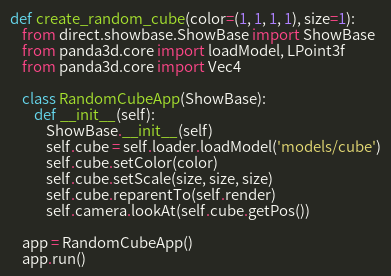 def create_random_cube(color=(1, 1, 1, 1), size=1):
    from direct.showbase.ShowBase import ShowBase
    from panda3d.core import loadModel, LPoint3f
    from panda3d.core import Vec4

    class RandomCubeApp(ShowBase):
        def __init__(self):
            ShowBase.__init__(self)
            self.cube = self.loader.loadModel('models/cube')
            self.cube.setColor(color)
            self.cube.setScale(size, size, size)
            self.cube.reparentTo(self.render)
            self.camera.lookAt(self.cube.getPos())

    app = RandomCubeApp()
    app.run()